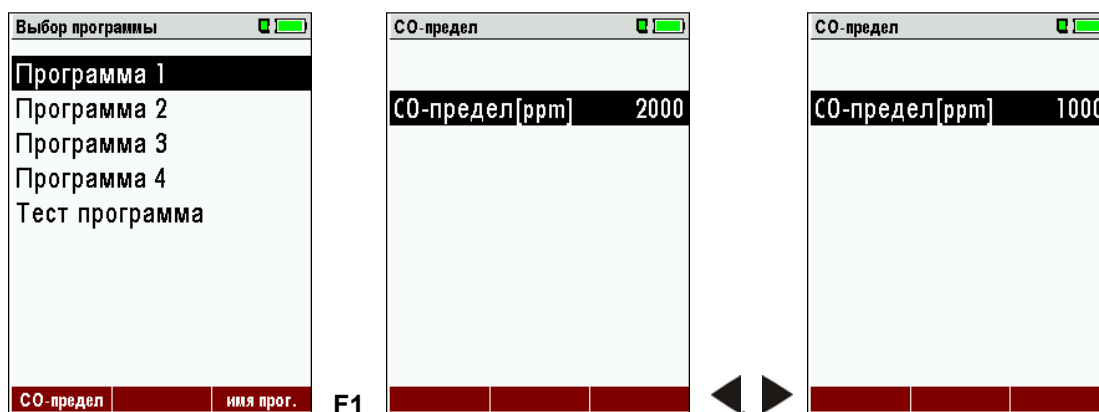 Выбор программы
Программа 1
Программа 2
Программа 3
Программа 4
Тест программа
СО-предел имя прог.
F1
СО-предел
СО-предел[ppm] 2000
СО-предел
СО-предел[ppm] 1000